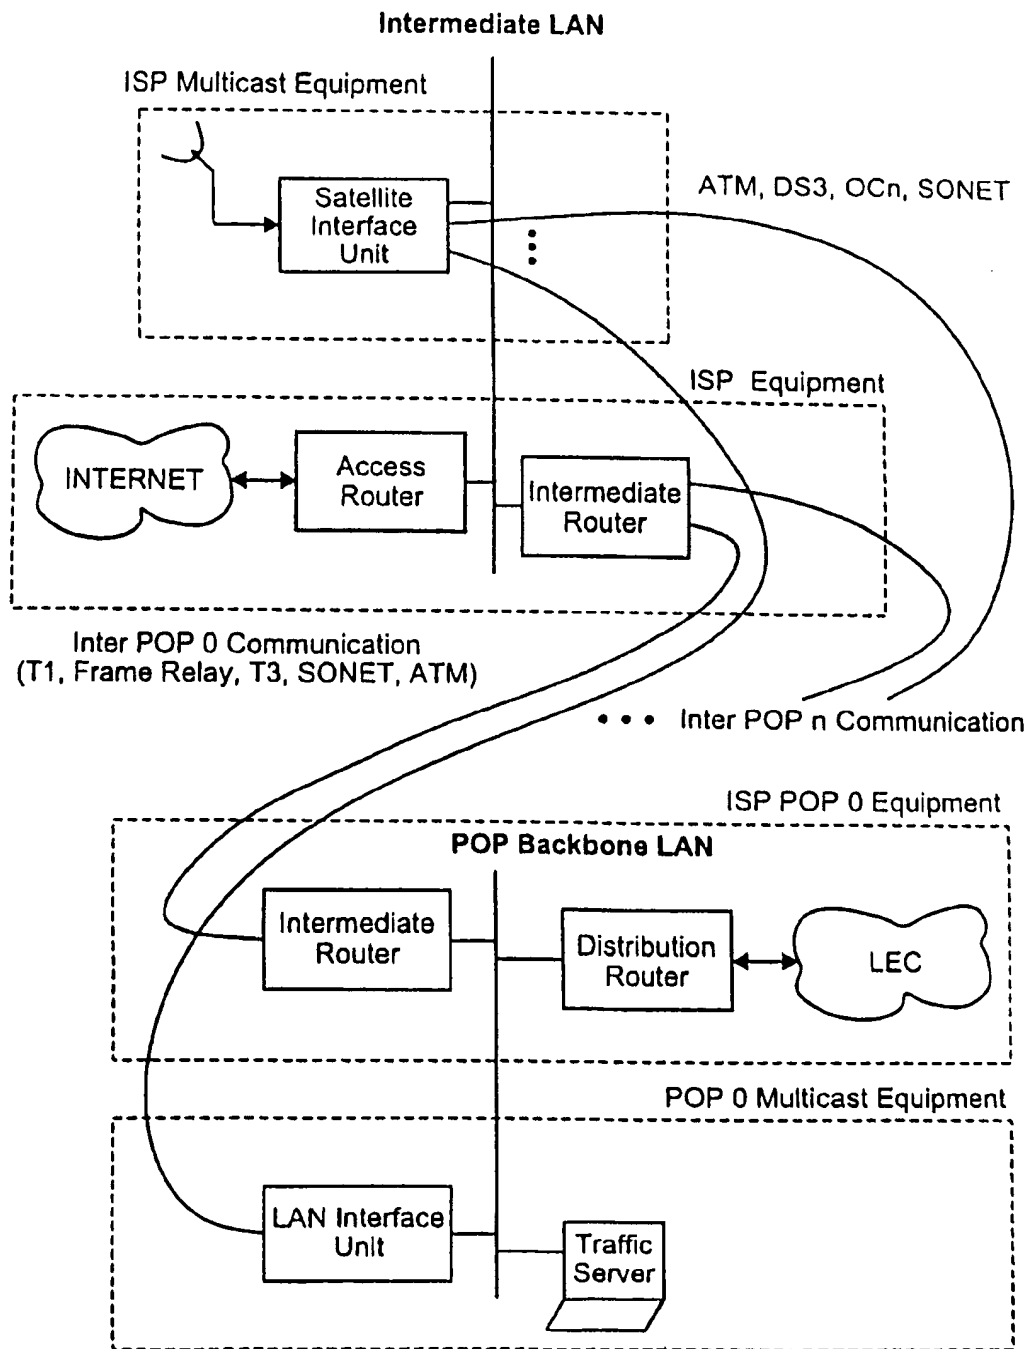 Intermediate LAN
ISP Multicast Equipment
Satellite
Interface
Unit
ATM, DS3, OCn, SONET
ISP Equipment
INTERNET
Access
Router
Intermediate
Router
Inter POP 0 Communication
(T1, Frame Relay, T3, SONET, ATM)
Inter POP n Communication
ISP POP 0 Equipment
POP Backbone LAN
Intermediate
Router
Distribution
Router
LEC
POP 0 Multicast Equipment
LAN Interface
Unit
Traffic
Server